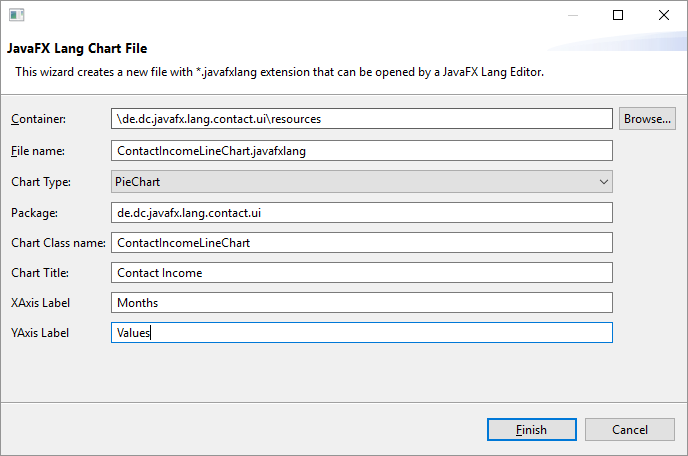 JavaFX Lang Chart File
This wizard creates a new file with *.javafxlang extension that can be opened by a JavaFX Lang Editor.
Container: \de.dc.javafx.lang.contact.ui\resources Browse...
File name: ContactIncomeLineChart.javafxlang
Chart Type: PieChart
Package: de.dc.javafx.lang.contact.ui
Chart Class name: ContactIncomeLineChart
Chart Title: Contact Income
XAxis Label Months
YAxis Label Values
Finish Cancel